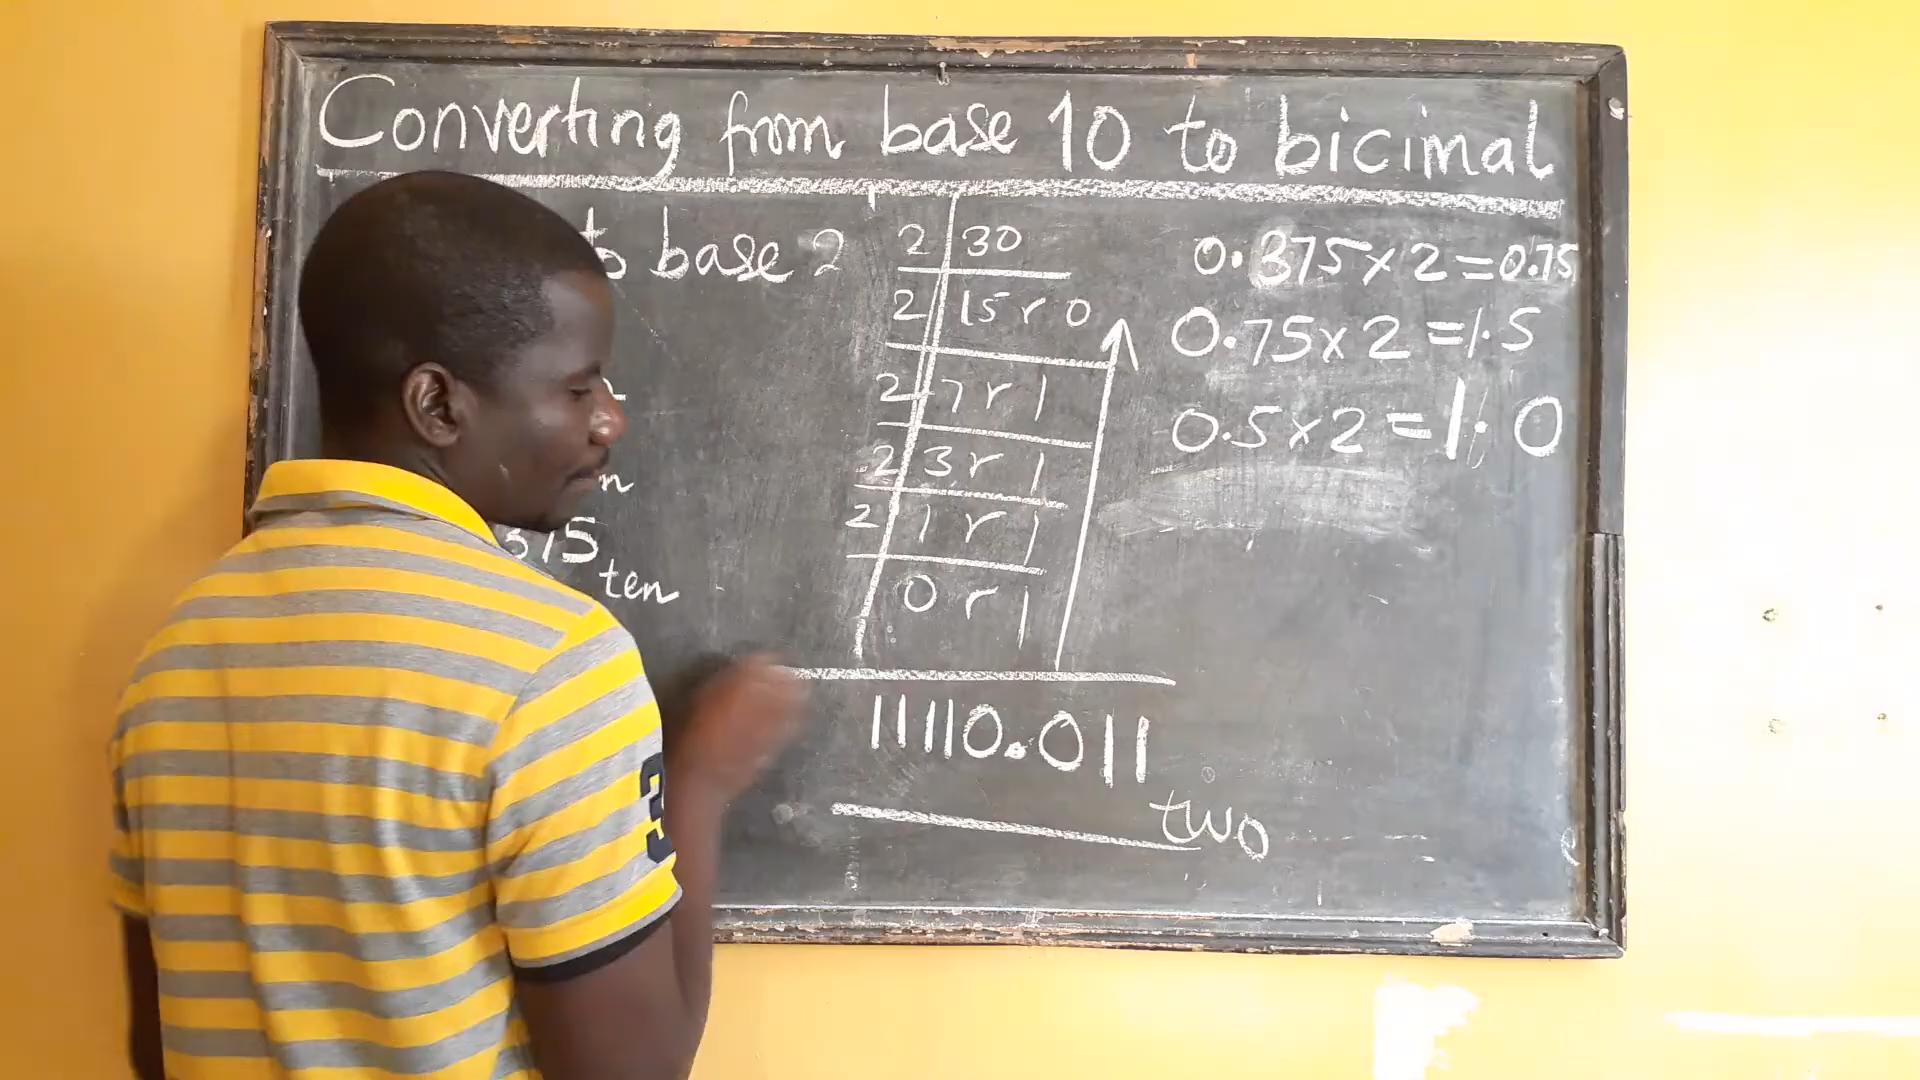 Converting from base 10 to bicimal
to base 2
n
375
ten
2 30
2 15 r 0
2 7 r 1
2 3 r 1
2 1 r 1
0 r 1
11110.011 two
0.375 x 2 = 0.75
0.75 x 2 = 1.5
0.5 x 2 = 1.0
3